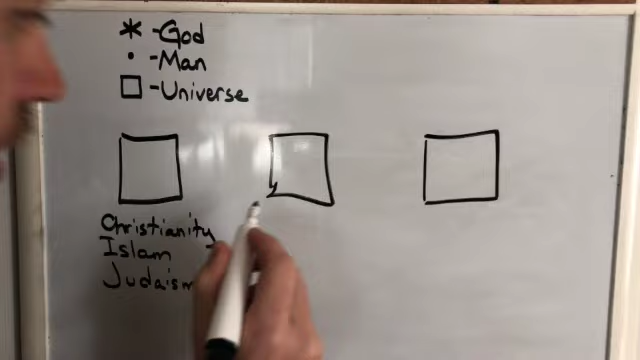 * -God
• -Man
□ -Universe
Christianity
Islam
Judaism